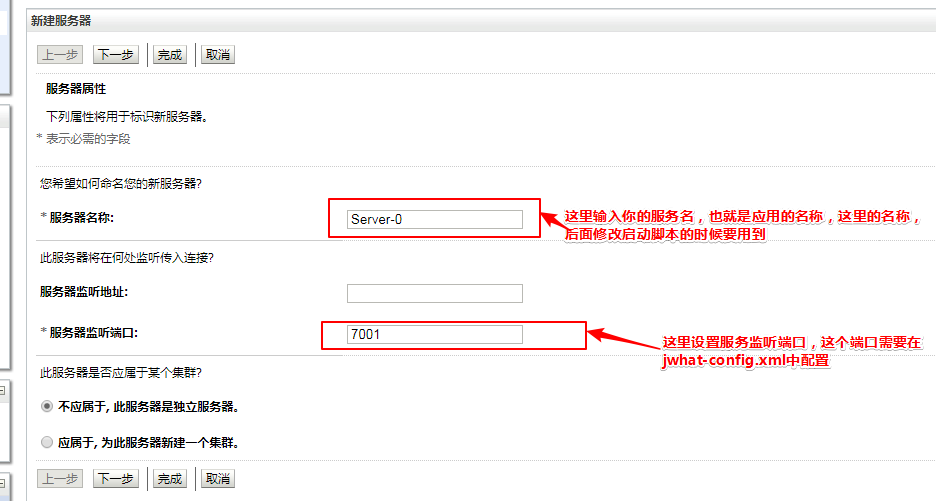 新建服务器
上一步 下一步 完成 取消
服务器属性
下列属性将用于标识新服务器。
* 表示必需的字段
您希望如何命名您的新服务器?
* 服务器名称: Server-0
这里输入你的服务名，也就是应用的名称，这里的名称，
后面修改启动脚本的时候要用到
此服务器将在何处监听传入连接?
服务器监听地址:
* 服务器监听端口: 7001
这里设置服务监听端口，这个端口需要在
jwhat-config.xml中配置
此服务器是否应属于某个集群?
不应属于, 此服务器是独立服务器。
应属于, 为此服务器新建一个集群。
上一步 下一步 完成 取消